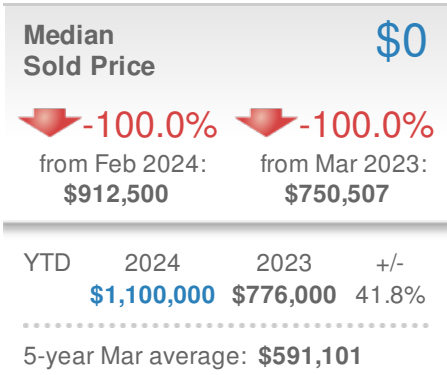 Median $0
Sold Price
-100.0% -100.0%
from Feb 2024: from Mar 2023:
$912,500 $750,507
YTD 2024 2023 +/-
$1,100,000 $776,000 41.8%
5-year Mar average: $591,101